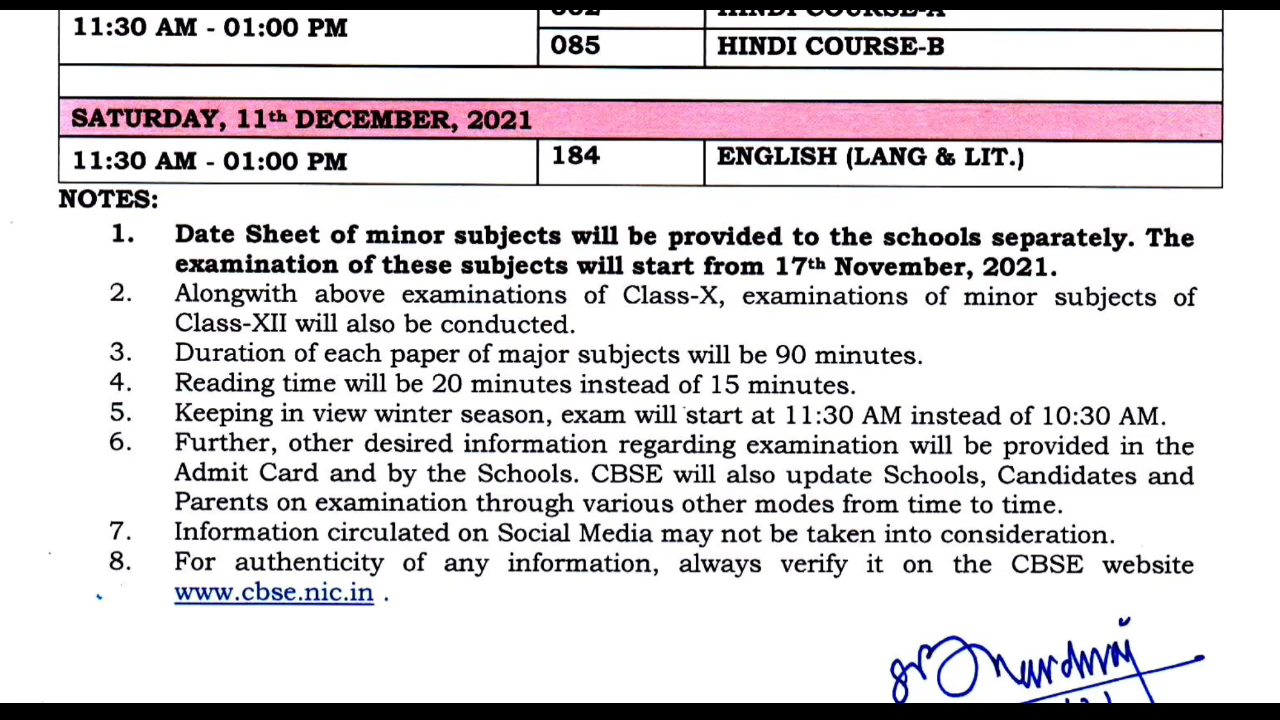 HINDI COURSE-A
11:30 AM - 01:00 PM
085 HINDI COURSE-B
SATURDAY, 11th DECEMBER, 2021
11:30 AM - 01:00 PM 184 ENGLISH (LANG & LIT.)
NOTES:
1. Date Sheet of minor subjects will be provided to the schools separately. The
examination of these subjects will start from 17th November, 2021.
2. Alongwith above examinations of Class-X, examinations of minor subjects of
Class-XII will also be conducted.
3. Duration of each paper of major subjects will be 90 minutes.
4. Reading time will be 20 minutes instead of 15 minutes.
5. Keeping in view winter season, exam will start at 11:30 AM instead of 10:30 AM.
6. Further, other desired information regarding examination will be provided in the
Admit Card and by the Schools. CBSE will also update Schools, Candidates and
Parents on examination through various other modes from time to time.
7. Information circulated on Social Media may not be taken into consideration.
8. For authenticity of any information, always verify it on the CBSE website
www.cbse.nic.in .